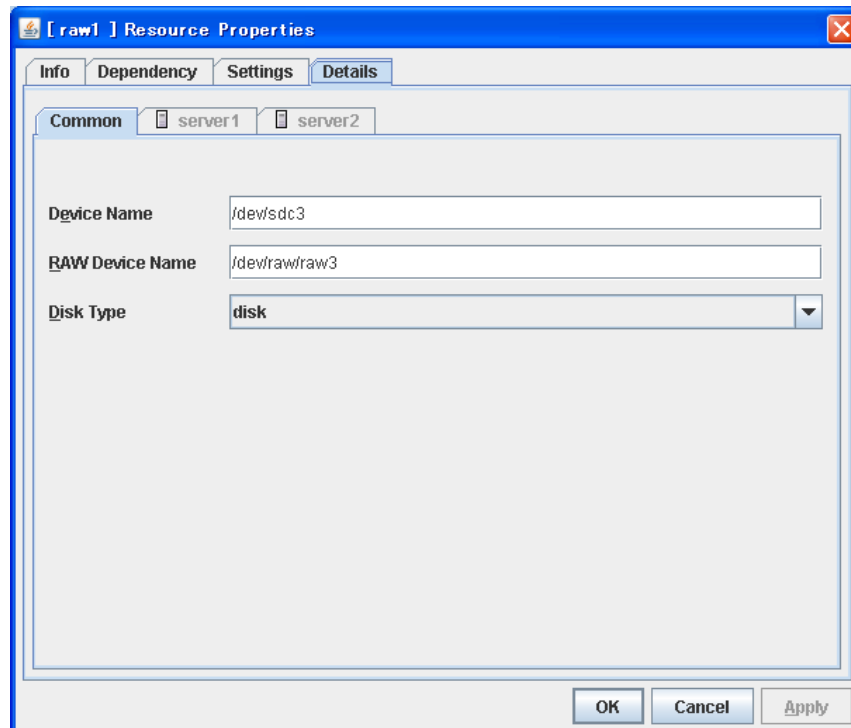 [ raw1 ] Resource Properties
Info Dependency Settings Details
Common server1 server2
Device Name /dev/sdc3
RAW Device Name /dev/raw/raw3
Disk Type disk
OK Cancel Apply